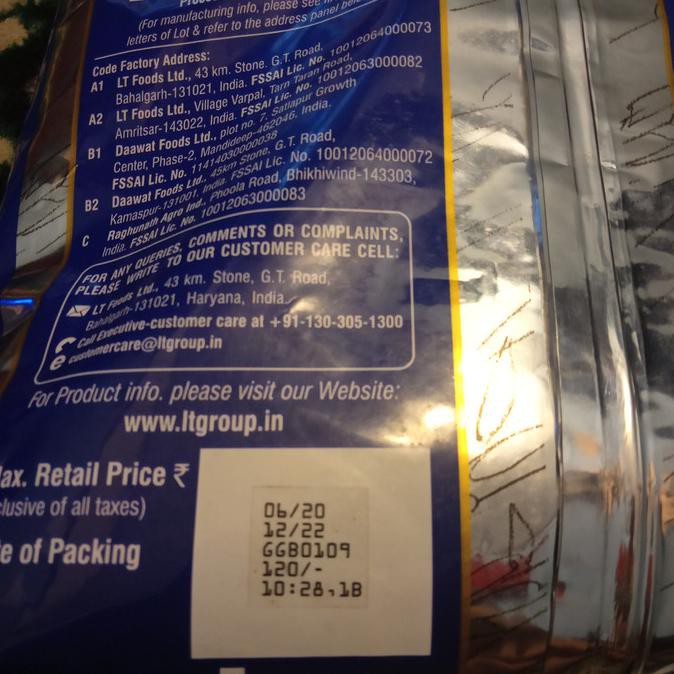 (For manufacturing info, please see
letters of Lot & refer to the address panel
Code Factory Address:
A1 LT Foods Ltd., 43 km. Stone. G.T. Road,
Bahalgarh-131021, India. FSSAI Lic. No. 10012064000073
A2 LT Foods Ltd., Village Varpal, Tarn Taran Road,
Amritsar-143022, India. FSSAI Lic. No. 10012063000082
B1 Daawat Foods Ltd., plot no. 7, Satlapur Growth
Center, Phase-2, Mandideep-462046, India.
FSSAI Lic. No. 11414030000038
B2 Daawat Foods Ltd., 45km Stone, G.T. Road,
Kamaspur-131001, India. FSSAI Lic. No. 10012064000072
C Raghunath Agro Ind., Phoola Road, Bhikhiwind-143303,
India. FSSAI Lic. No. 10012063000083
FOR ANY QUERIES, COMMENTS OR COMPLAINTS,
PLEASE WRITE TO OUR CUSTOMER CARE CELL:
LT Foods Ltd., 43 km. Stone, G.T. Road,
Bahalgarh-131021, Haryana, India.
Call Executive-customer care at +91-130-305-1300
customercare@ltgroup.in
For Product info. please visit our Website:
www.ltgroup.in
ax. Retail Price ₹
clusive of all taxes)
te of Packing
06/20
12/22
GGB0109
120/-
10:28,1B